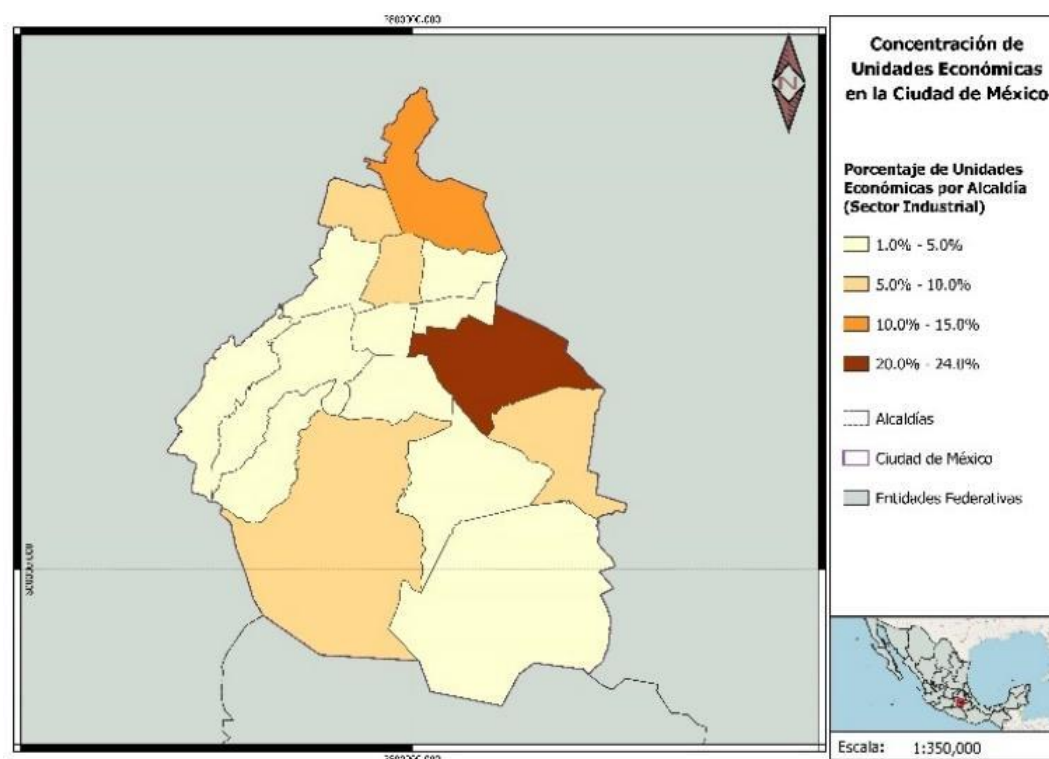 Concentración de
Unidades Económicas
en la Ciudad de México
Porcentaje de Unidades
Económicas por Alcaldía
(Sector Industrial)
1.0% - 5.0%
5.0% - 10.0%
10.0% - 15.0%
20.0% - 24.0%
Alcaldías
Ciudad de México
Entidades Federativas
Escala: 1:350,000
N